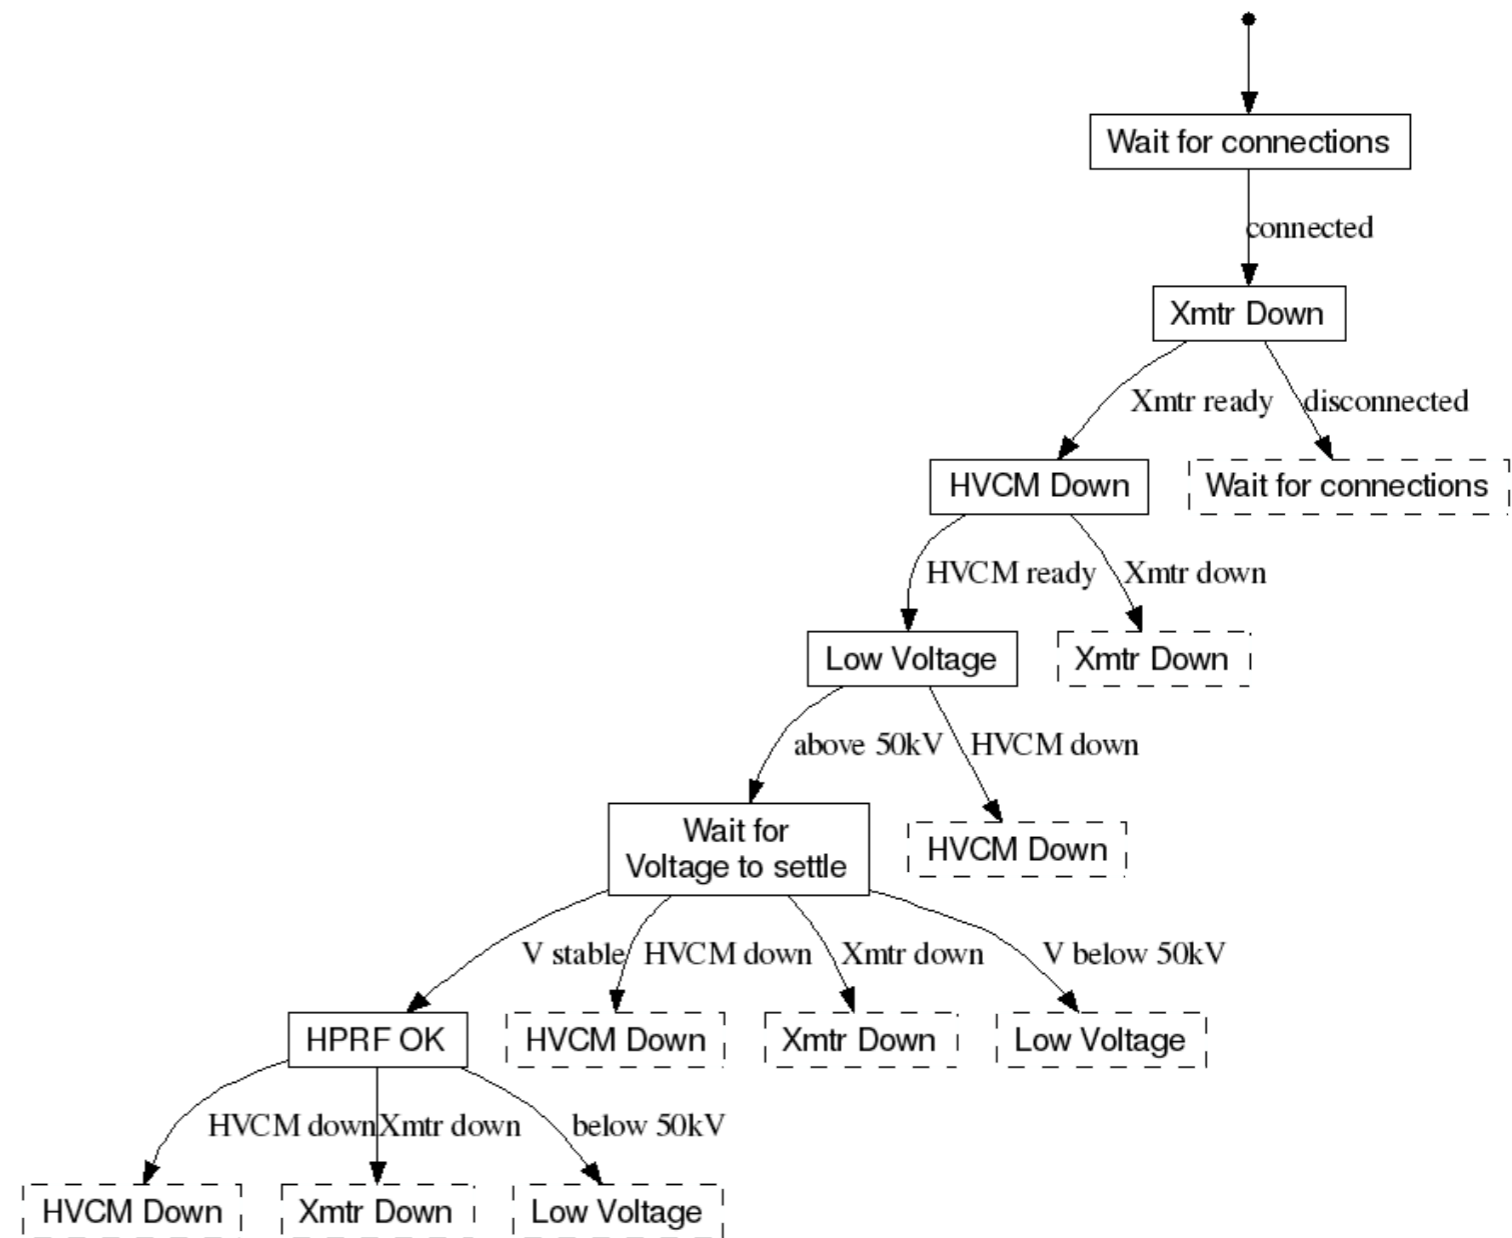 Wait for connections
connected
Xmtr Down
Xmtr ready
disconnected
HVCM Down
Wait for connections
HVCM ready
Xmtr down
Low Voltage
Xmtr Down
above 50kV
HVCM down
Wait for
Voltage to settle
HVCM Down
V stable
HVCM down
Xmtr down
V below 50kV
HPRF OK
HVCM Down
Xmtr Down
Low Voltage
HVCM down
Xmtr down
below 50kV
HVCM Down
Xmtr Down
Low Voltage